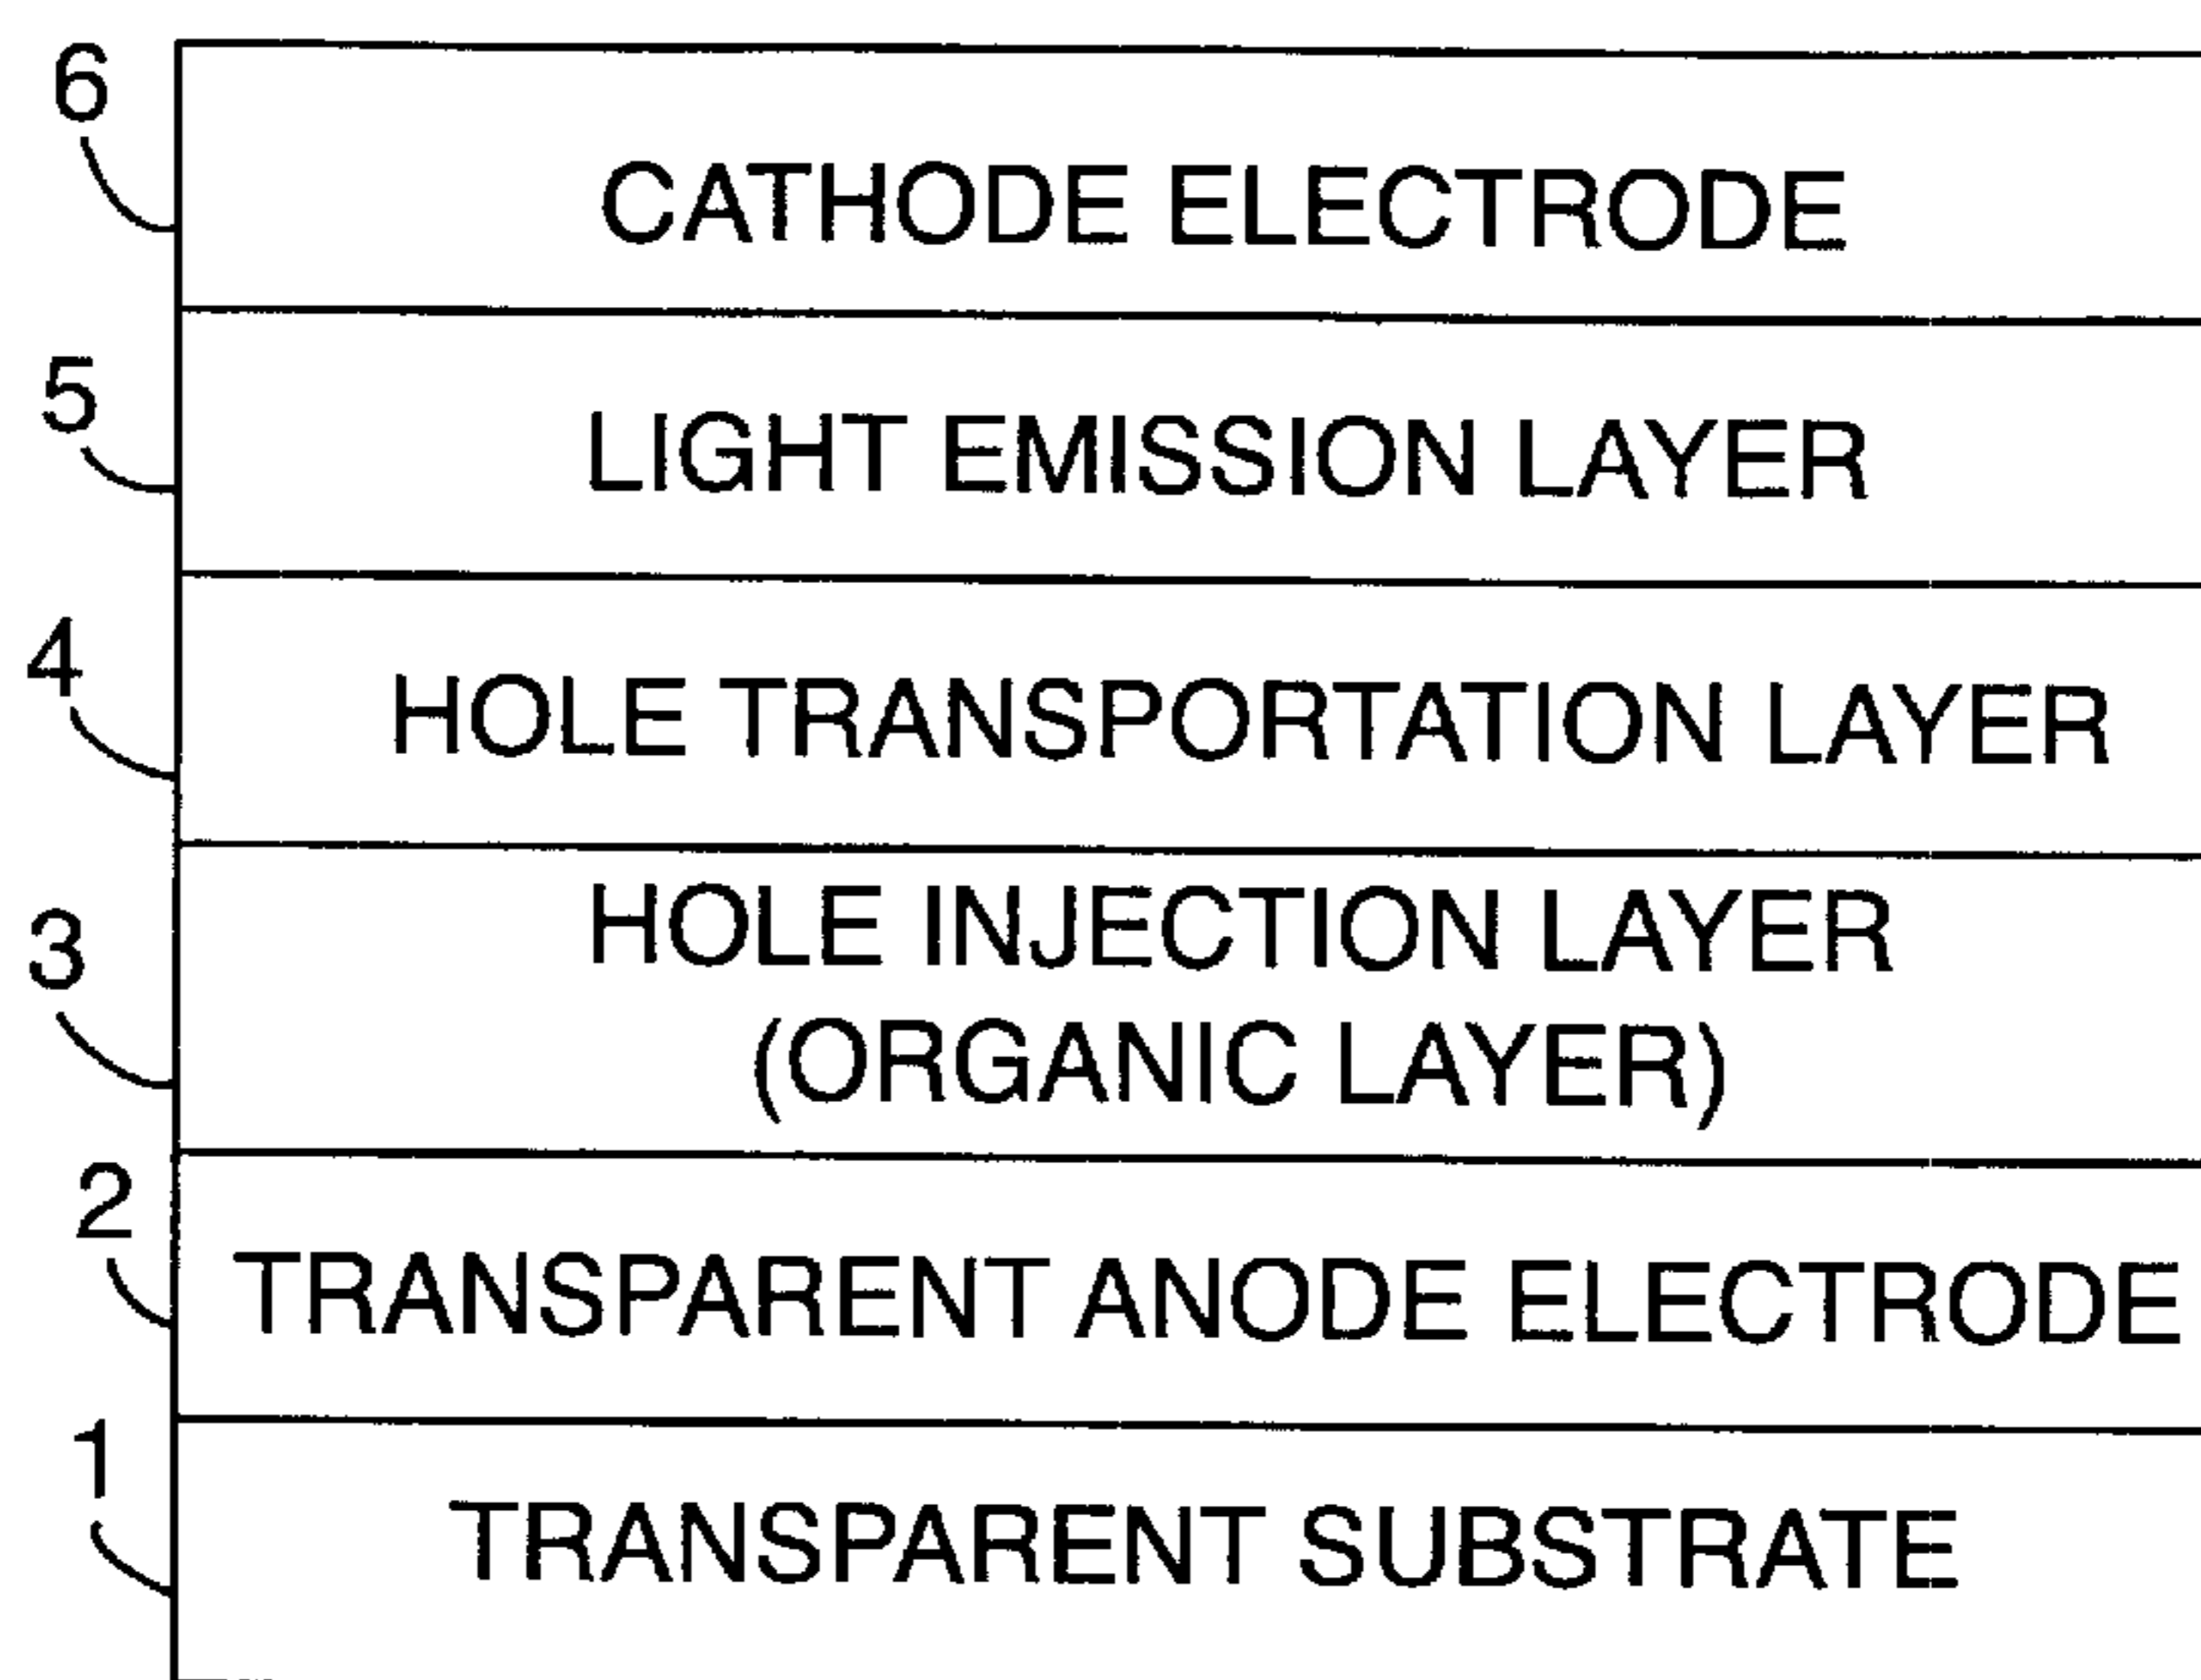 6
CATHODE ELECTRODE
5
LIGHT EMISSION LAYER
4
HOLE TRANSPORTATION LAYER
3
HOLE INJECTION LAYER
(ORGANIC LAYER)
2
TRANSPARENT ANODE ELECTRODE
1
TRANSPARENT SUBSTRATE